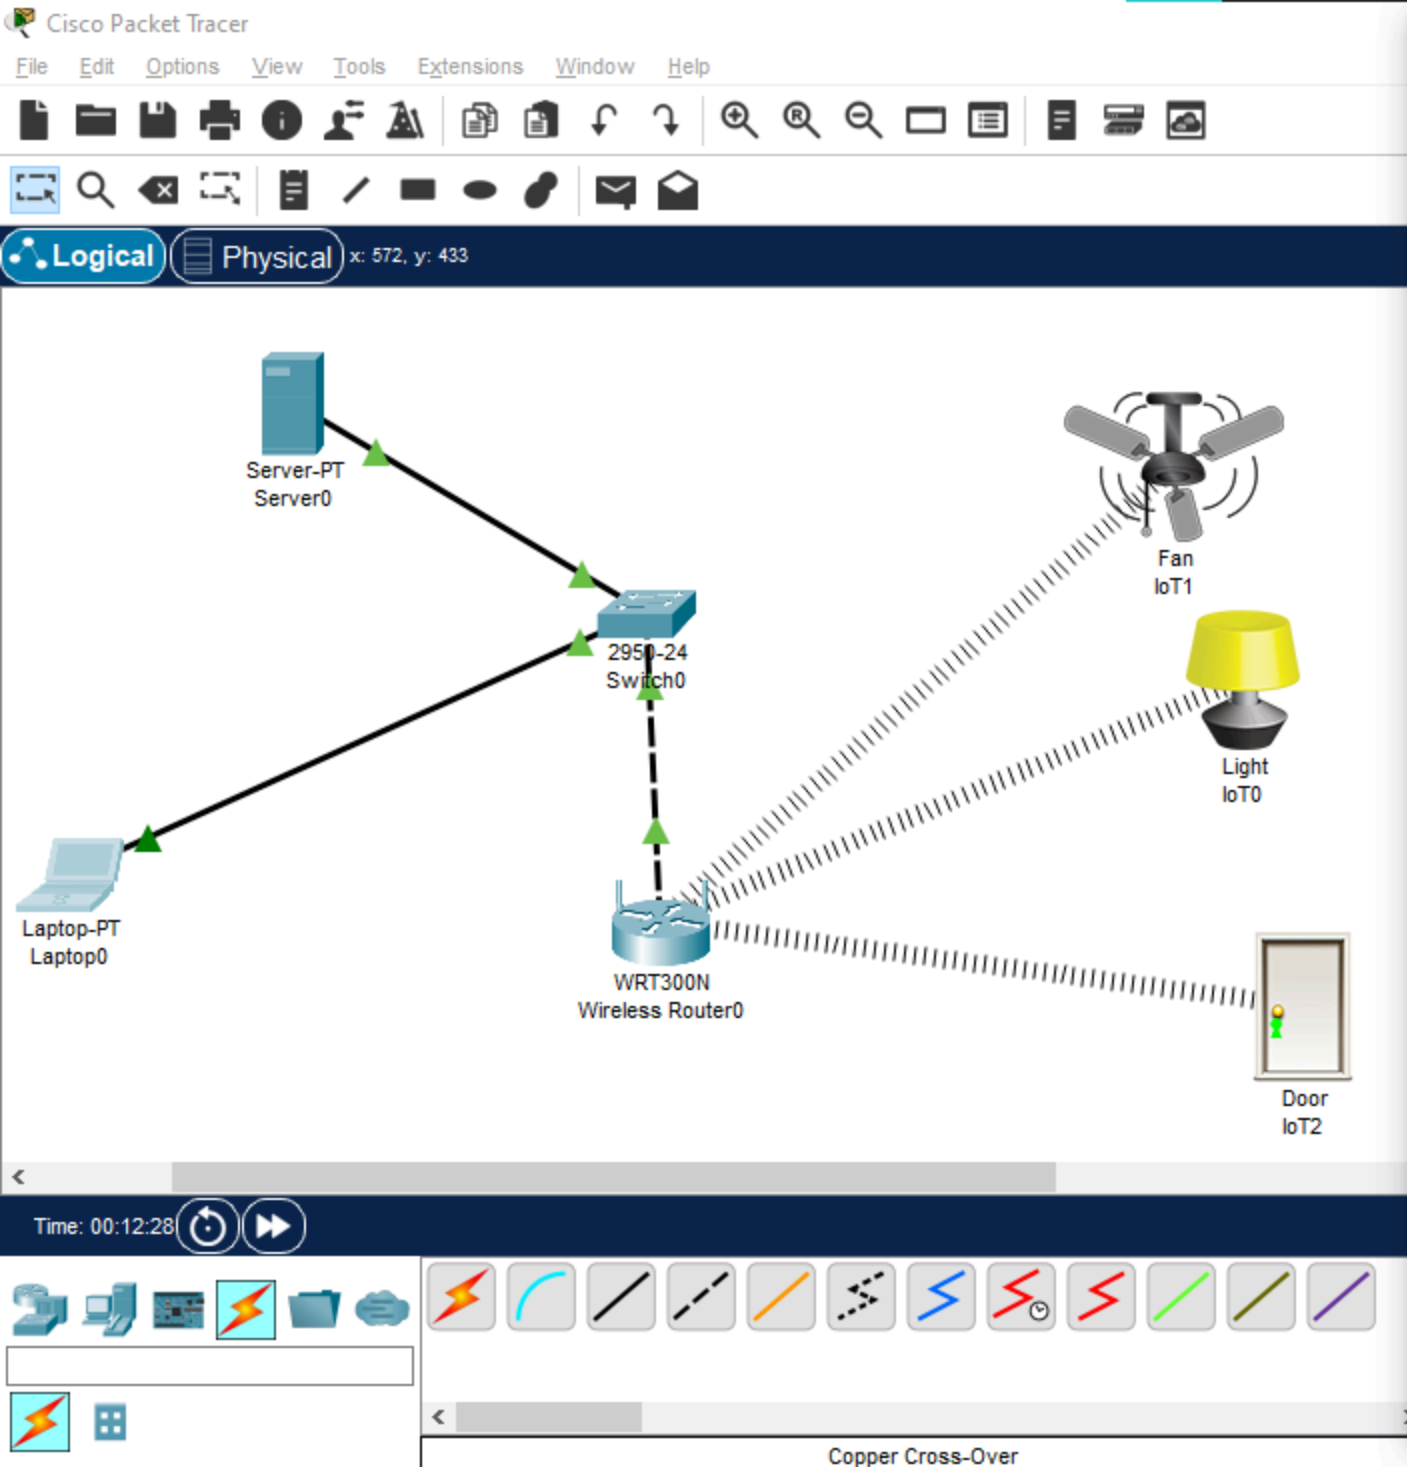 Cisco Packet Tracer
File Edit Options View Tools Extensions Window Help
Logical Physical x: 572, y: 433
Server-PT
Server0
Fan
IoT1
2950-24
Switch0
Light
IoT0
Laptop-PT
Laptop0
WRT300N
Wireless Router0
Door
IoT2
Time: 00:12:28
Copper Cross-Over